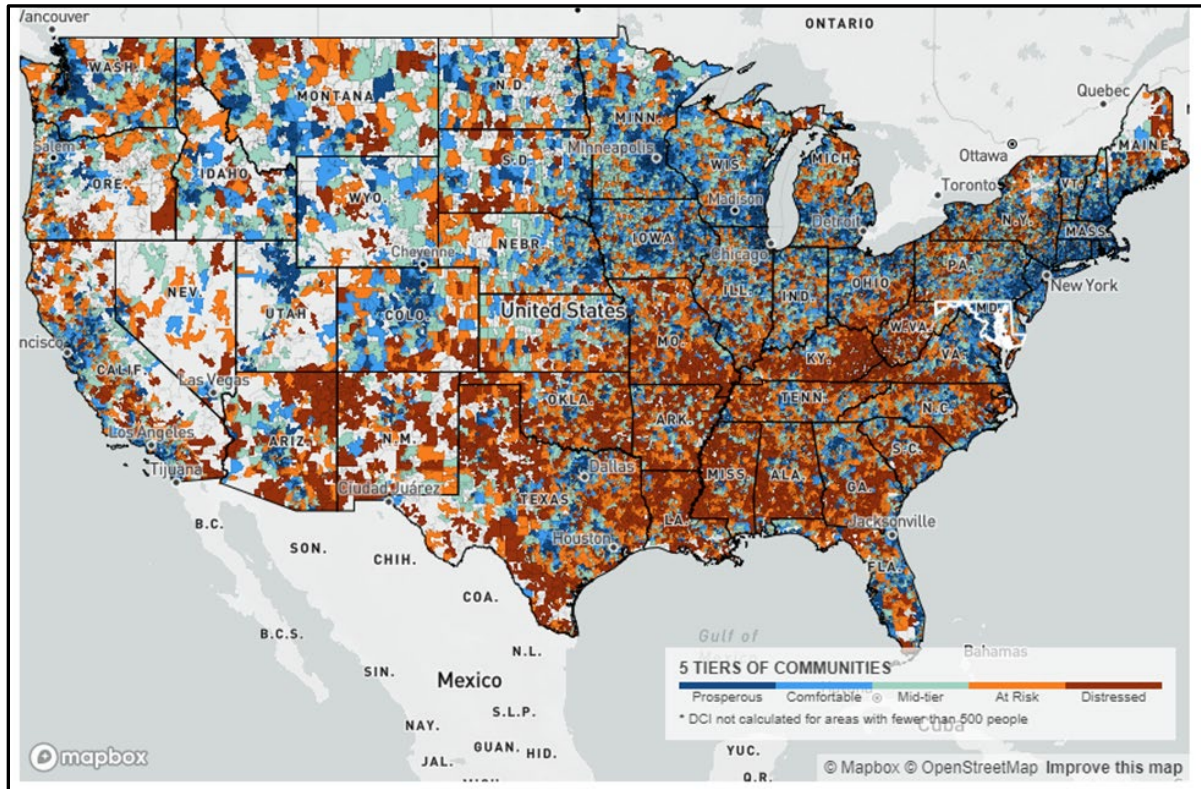 Vancouver
ONTARIO
WASH.
MONTANA
N.D.
MINN.
Quebec
Salem
ORE.
IDAHO
WYO.
S.D.
Minneapolis
WIS.
MICH.
Ottawa
MAINE
Toronto
VT.
Madison
Detroit
N.Y.
MASS.
Cheyenne
NEBR.
IOWA
Chicago
PA.
New York
NEV.
UTAH
COLO.
United States
ILL.
IND.
OHIO
MD.
ncisco
CALIF.
MO.
W.VA.
VA.
KY.
Las Vegas
Los Angeles
ARIZ.
N.M.
OKLA.
ARK.
TENN.
N.C.
Tijuana
Ciudad Juárez
TEXAS
Dallas
MISS.
ALA.
GA.
S.C.
B.C.
SON.
CHIH.
Houston
LA.
Jacksonville
FLA.
COA.
B.C.S.
N.L.
Gulf of
Bahamas
SIN.
Mexico
5 TIERS OF COMMUNITIES
Prosperous Comfortable Mid-tier At Risk Distressed
* DCI not calculated for areas with fewer than 500 people
Cuba
NAY.
S.L.P.
GUAN.
HID.
JAL.
YUC.
Q.R.
mapbox
© Mapbox © OpenStreetMap Improve this map